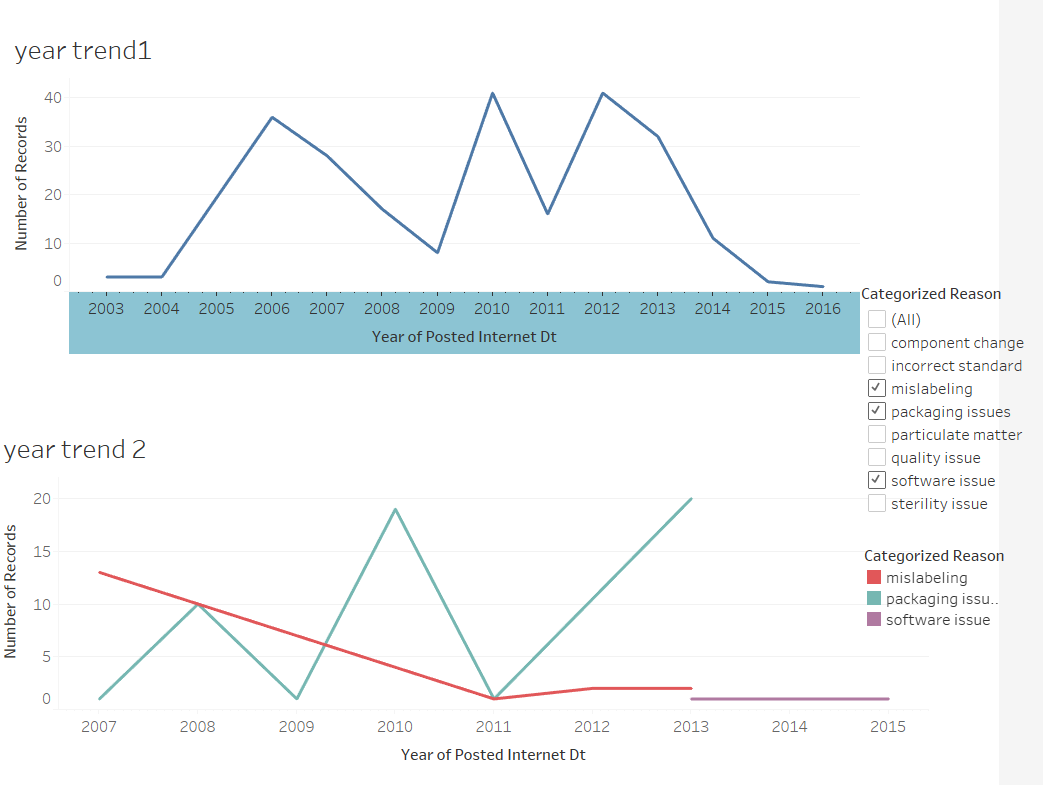 year trend1
Number of Records
40
30
20
10
0
2003 2004 2005 2006 2007 2008 2009 2010 2011 2012 2013 2014 2015 2016
Year of Posted Internet Dt
Categorized Reason
(All)
component change
incorrect standard
mislabeling
packaging issues
particulate matter
quality issue
software issue
sterility issue
year trend 2
Number of Records
20
15
10
5
0
2007 2008 2009 2010 2011 2012 2013 2014 2015
Year of Posted Internet Dt
Categorized Reason
mislabeling
packaging issu..
software issue